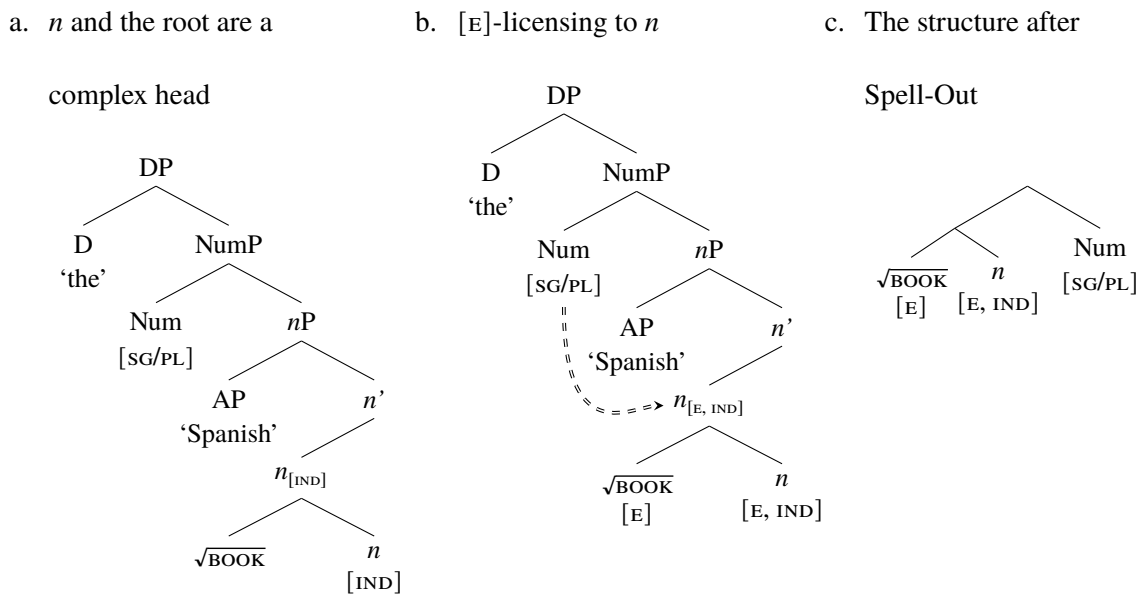 a. n and the root are a
complex head
DP
D NumP
‘the’
Num nP
[SG/PL]
AP n’
‘Spanish’
n[IND]
√BOOK n
[IND]
b. [E]-licensing to n
DP
D NumP
‘the’
Num nP
[SG/PL]
AP n’
‘Spanish’
n[E, IND]
√BOOK n
[E] [E, IND]
c. The structure after
Spell-Out
√BOOK n Num
[E] [E, IND] [SG/PL]